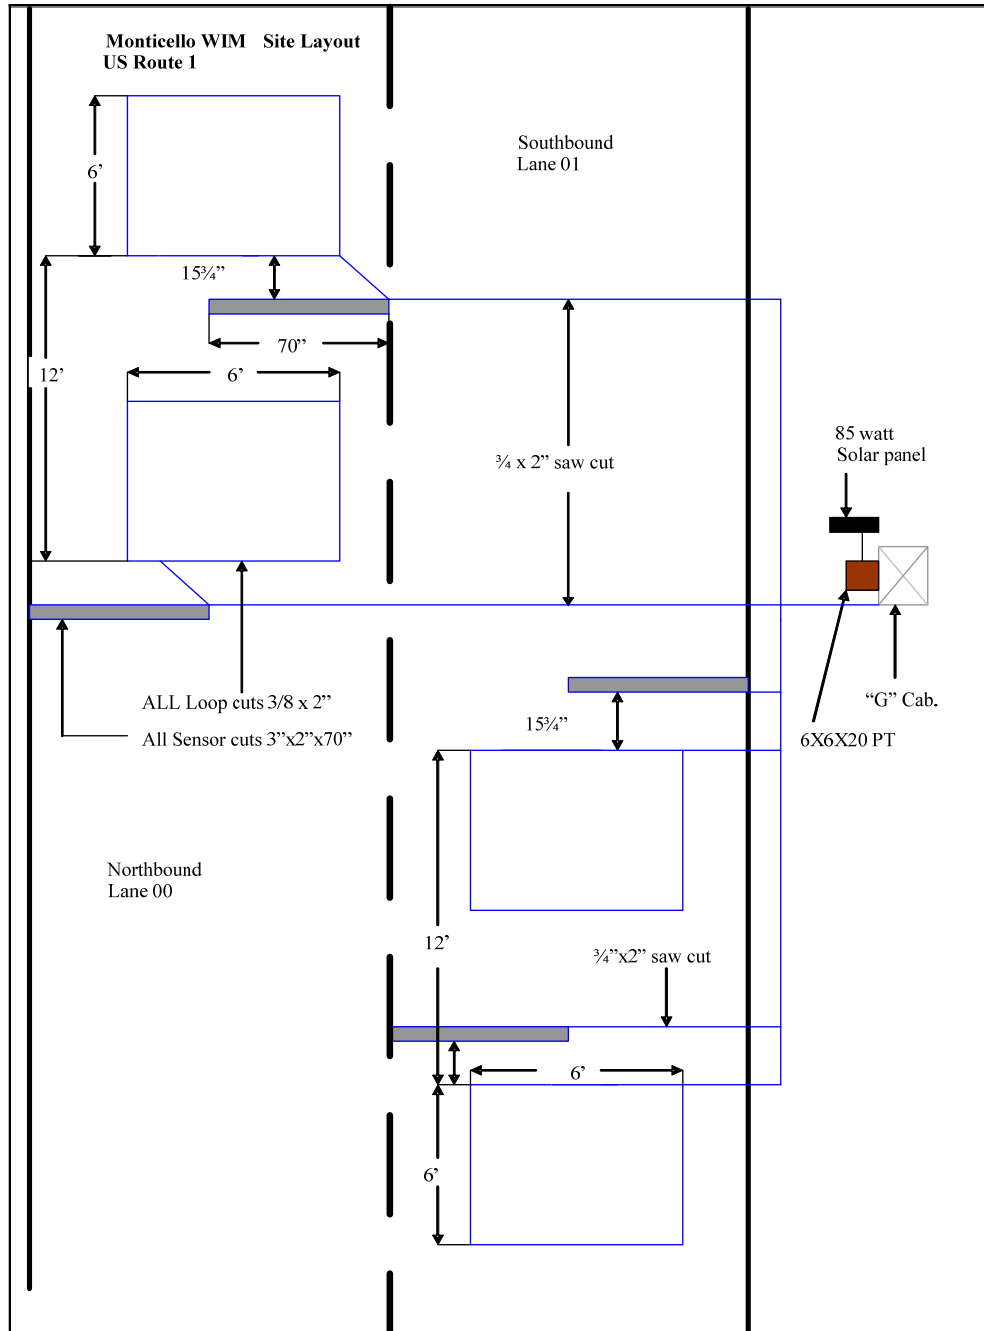 Monticello WIM Site Layout
US Route 1
Southbound
Lane 01
6’
15¾”
70”
12’
6’
¾ x 2” saw cut
85 watt
Solar panel
ALL Loop cuts 3/8 x 2”
All Sensor cuts 3”x2”x70”
“G” Cab.
15¾”
6X6X20 PT
Northbound
Lane 00
12’
¾”x2” saw cut
6’
6’